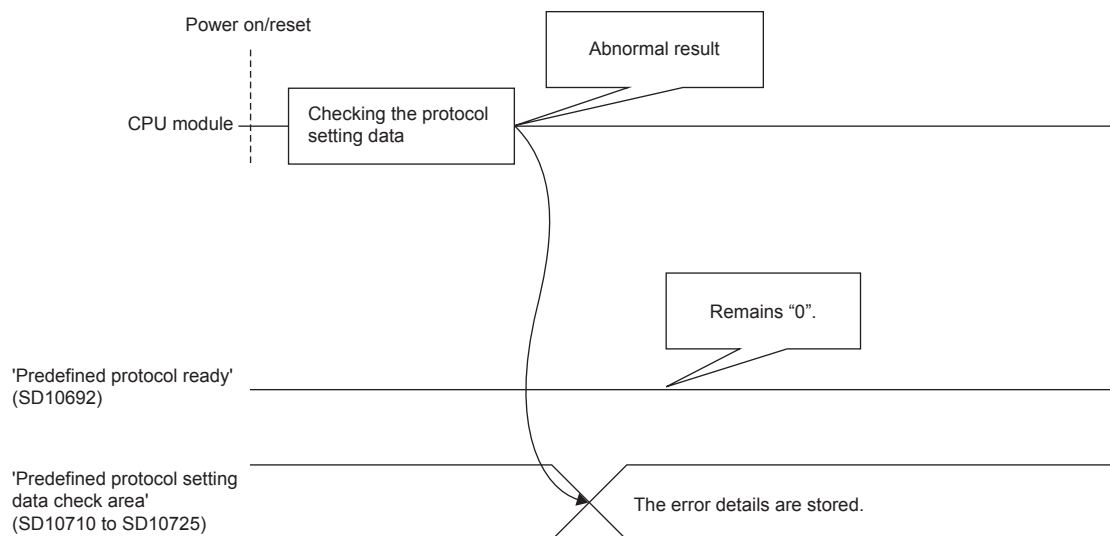 Power on/reset
Abnormal result
CPU module
Checking the protocol
setting data
Remains “0”.
'Predefined protocol ready'
(SD10692)
'Predefined protocol setting
data check area'
(SD10710 to SD10725)
The error details are stored.